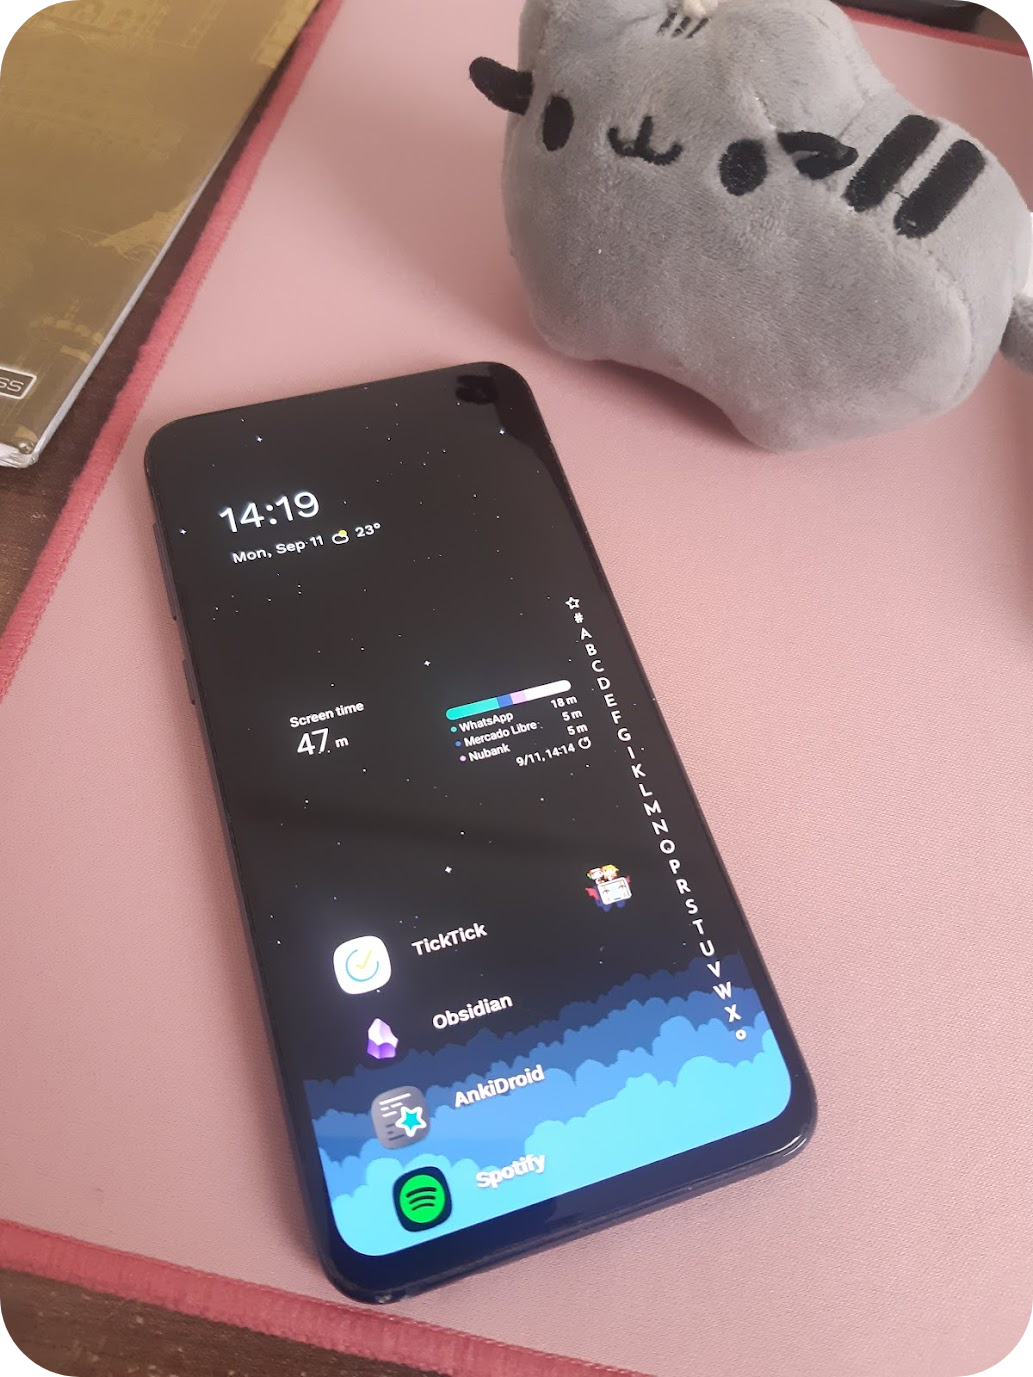 SS
14:19
Mon, Sep 11 23°
Screen time
47 m
WhatsApp 18 m
Mercado Libre 5 m
Nubank 5 m
9/11, 14:14
#
A
B
C
D
E
F
G
I
K
L
M
N
O
P
R
S
T
U
V
W
X
TickTick
Obsidian
AnkiDroid
Spotify